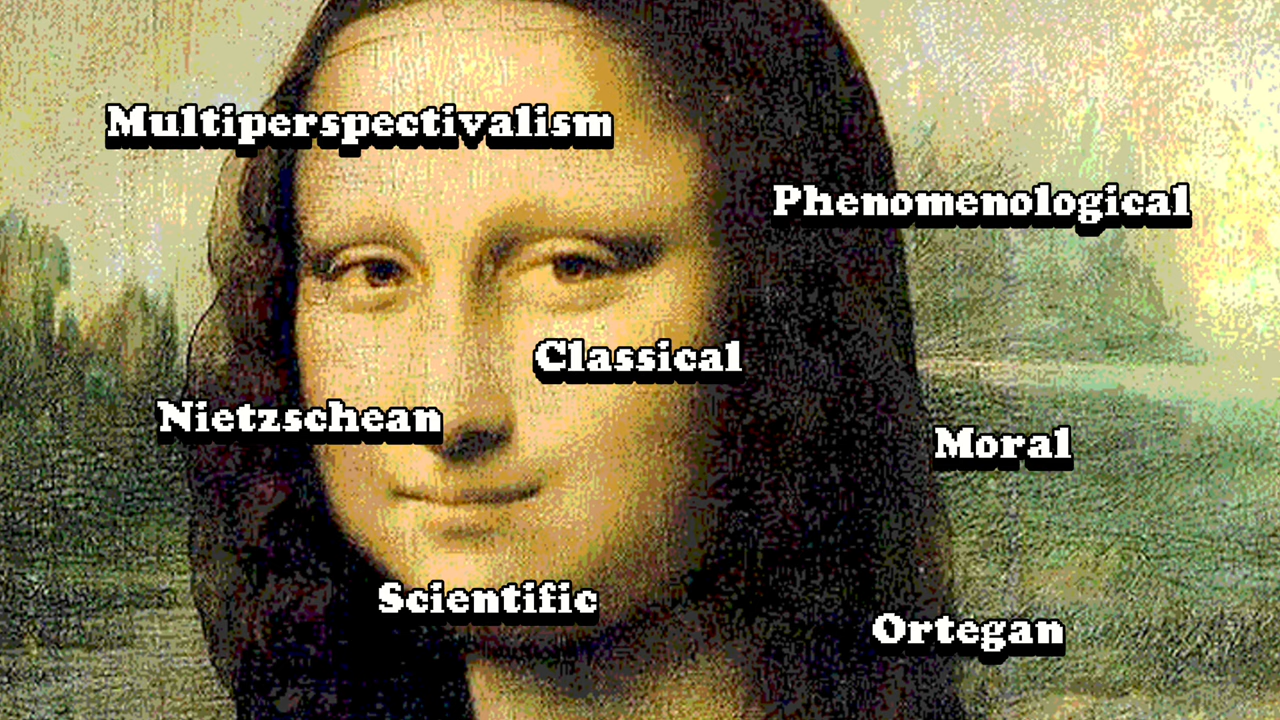 Multiperspectivalism
Phenomenological
Classical
Nietzschean
Moral
Scientific
Ortegan